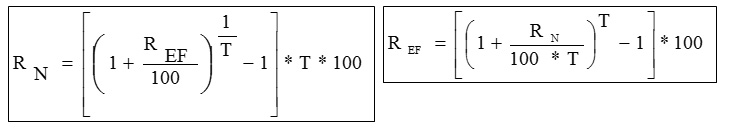 R_N = [(1 + R_EF/100)^(1/T) − 1] * T * 100
R_EF = [(1 + R_N/(100 * T))^T − 1] * 100